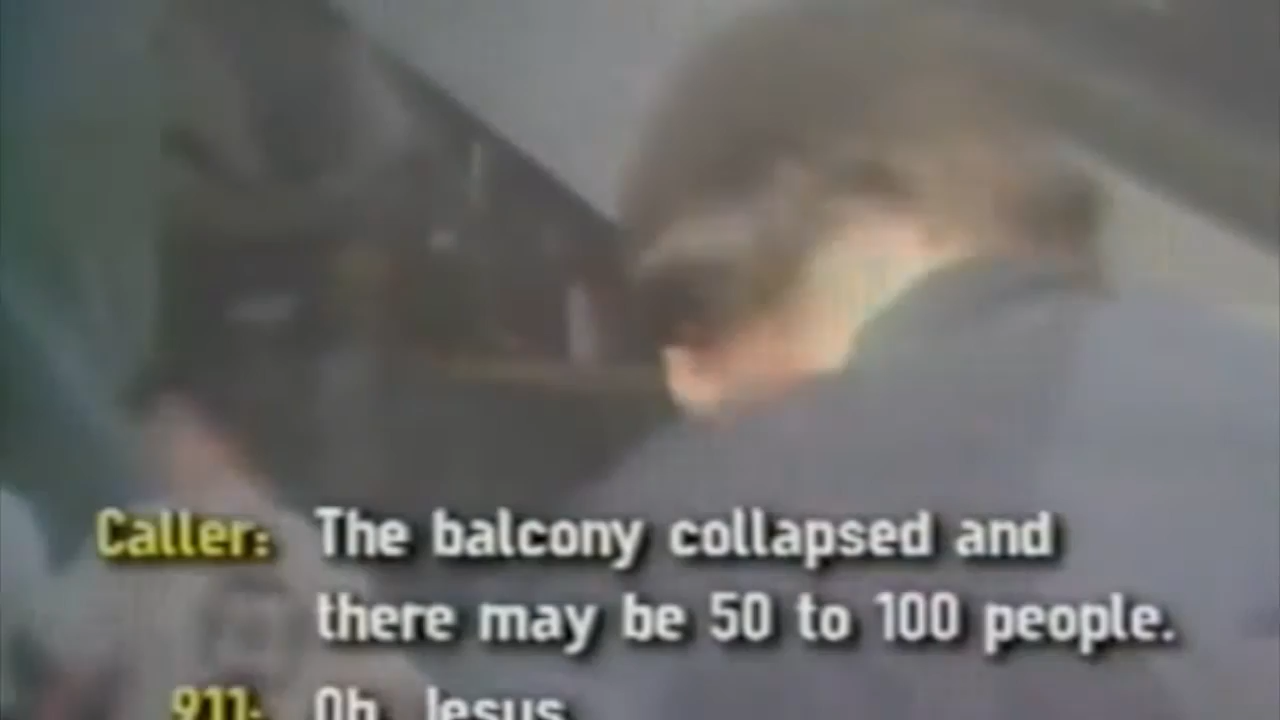 Caller: The balcony collapsed and
there may be 50 to 100 people.
911: Oh, Jesus